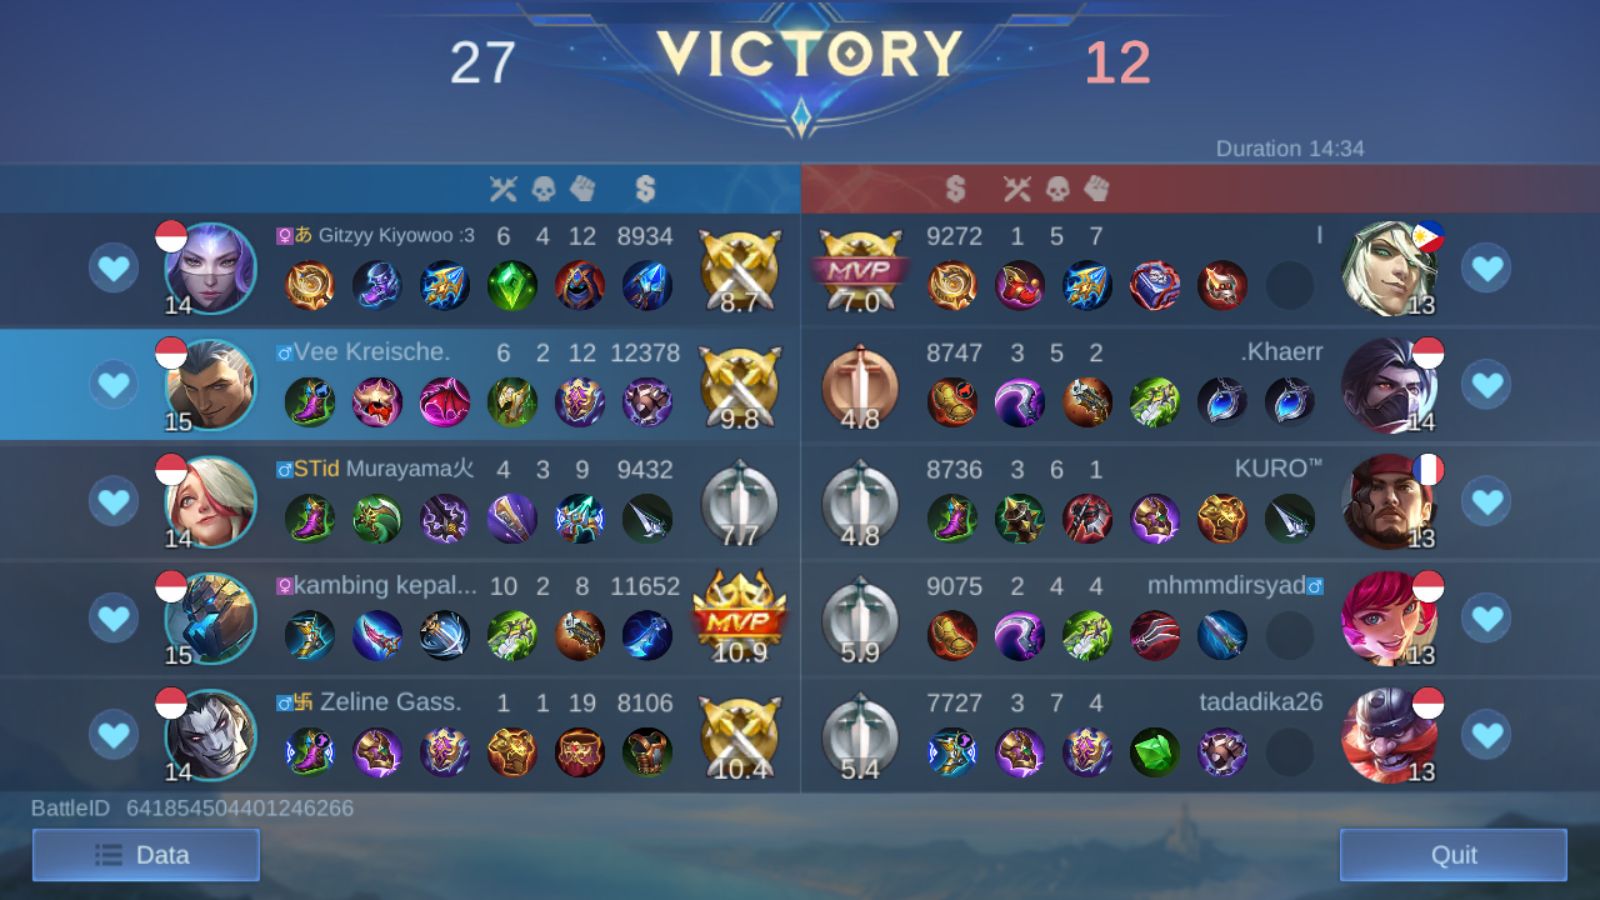 27 VICTORY 12
Duration 14:34
あ Gitzyy Kiyowoo :3 6 4 12 8934
14 8.7
MVP 9272 1 5 7 I
7.0 13
Vee Kreische. 6 2 12 12378
15 9.8
8747 3 5 2 .Khaerr
4.8 14
STid Murayama火 4 3 9 9432
14 7.7
8736 3 6 1 KURO™
4.8 13
kambing kepal... 10 2 8 11652
MVP
15 10.9
9075 2 4 4 mhmmdirsyad
5.9 13
卐 Zeline Gass. 1 1 19 8106
14 10.4
7727 3 7 4 tadadika26
5.4 13
BattleID 641854504401246266
Data
Quit